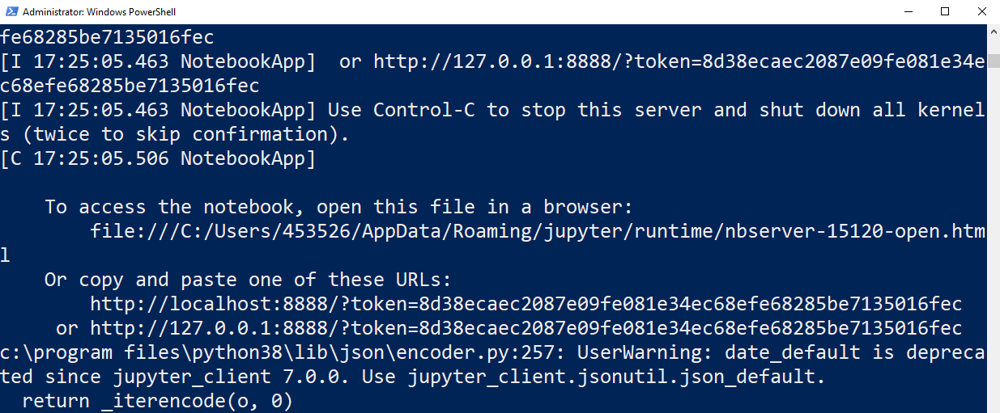 Administrator: Windows PowerShell
fe68285be7135016fec
[I 17:25:05.463 NotebookApp]  or http://127.0.0.1:8888/?token=8d38ecaec2087e09fe081e34e
c68efe68285be7135016fec
[I 17:25:05.463 NotebookApp] Use Control-C to stop this server and shut down all kernel
s (twice to skip confirmation).
[C 17:25:05.506 NotebookApp]
    To access the notebook, open this file in a browser:
        file:///C:/Users/453526/AppData/Roaming/jupyter/runtime/nbserver-15120-open.htm
l
    Or copy and paste one of these URLs:
        http://localhost:8888/?token=8d38ecaec2087e09fe081e34ec68efe68285be7135016fec
     or http://127.0.0.1:8888/?token=8d38ecaec2087e09fe081e34ec68efe68285be7135016fec
c:\program files\python38\lib\json\encoder.py:257: UserWarning: date_default is depreca
ted since jupyter_client 7.0.0. Use jupyter_client.jsonutil.json_default.
  return _iterencode(o, 0)